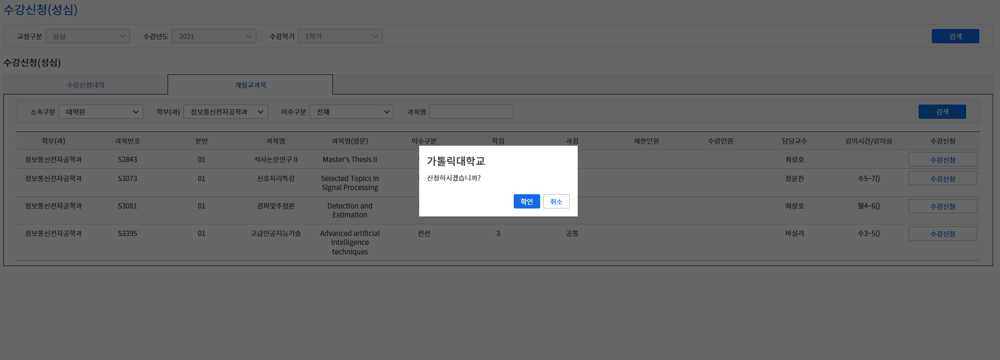 수강신청(성심)
교정구분 성심 수강년도 2021 수강학기 1학기 검색
수강신청(성심)
수강신청내역 개설교과목
소속구분 대학원 학부(과) 정보통신전자공학과 이수구분 전체 과목명 검색
학부(과) 과목번호 분반 과목명 과목명(영문) 이수구분 학점 과정 제한인원 수강인원 담당교수 강의시간/강의실 수강신청
정보통신전자공학과 52843 01 석사논문연구 II Master's Thesis II 최상호 수강신청
정보통신전자공학과 53073 01 신호처리특강 Selected Topics in 정윤찬 수5~7() 수강신청
Signal Processing
정보통신전자공학과 53081 01 검파및추정론 Detection and 최상호 월4~6() 수강신청
Estimation
정보통신전자공학과 53395 01 고급인공지능기술 Advanced artificial 전선 3 공통 바실리 수3~5() 수강신청
intelligence
techniques
가톨릭대학교
신청하시겠습니까?
확인 취소